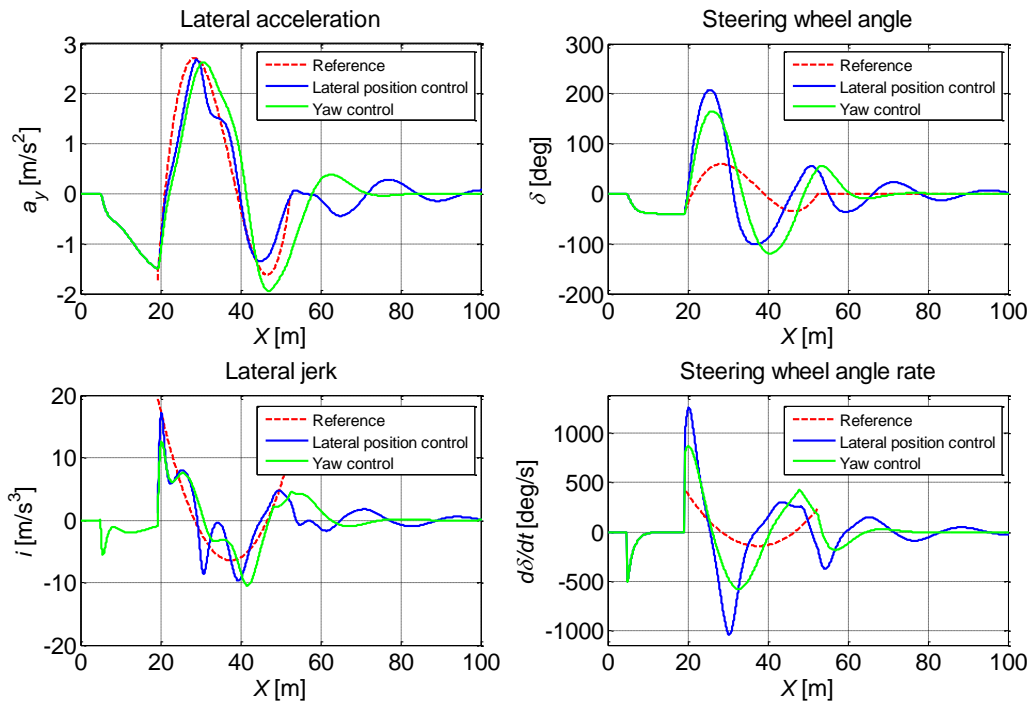 Lateral acceleration
3
2
1
0
-1
-2
a_y [m/s²]
Reference
Lateral position control
Yaw control
0 20 40 60 80 100
X [m]
Steering wheel angle
300
200
100
0
-100
-200
δ [deg]
Reference
Lateral position control
Yaw control
0 20 40 60 80 100
X [m]
Lateral jerk
20
10
0
-10
-20
i [m/s³]
Reference
Lateral position control
Yaw control
0 20 40 60 80 100
X [m]
Steering wheel angle rate
1000
500
0
-500
-1000
dδ/dt [deg/s]
Reference
Lateral position control
Yaw control
0 20 40 60 80 100
X [m]